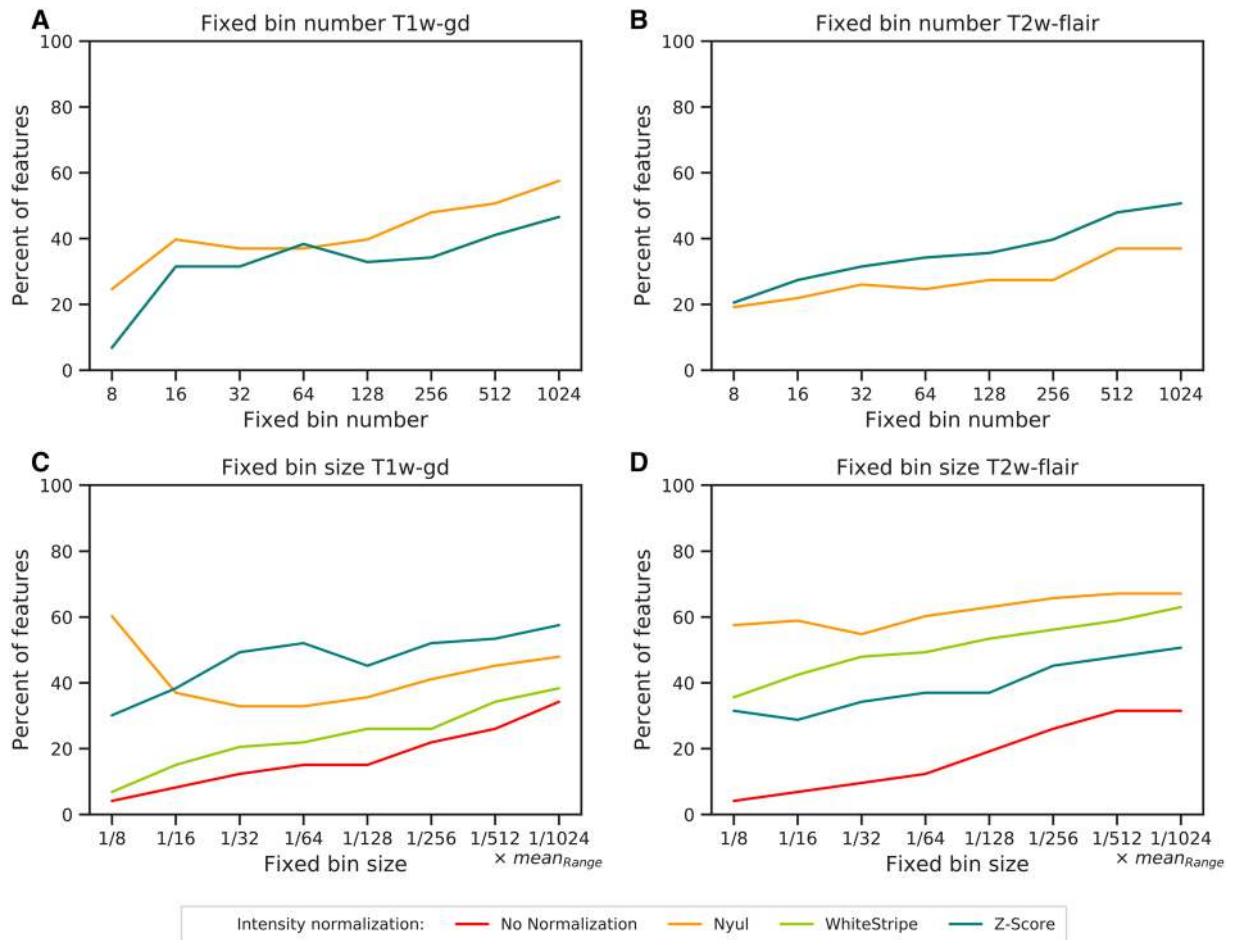 A
Fixed bin number T1w-gd
Percent of features
100
80
60
40
20
0
8 16 32 64 128 256 512 1024
Fixed bin number
B
Fixed bin number T2w-flair
Percent of features
100
80
60
40
20
0
8 16 32 64 128 256 512 1024
Fixed bin number
C
Fixed bin size T1w-gd
Percent of features
100
80
60
40
20
0
1/8 1/16 1/32 1/64 1/128 1/256 1/512 1/1024
Fixed bin size
× mean_Range
D
Fixed bin size T2w-flair
Percent of features
100
80
60
40
20
0
1/8 1/16 1/32 1/64 1/128 1/256 1/512 1/1024
Fixed bin size
× mean_Range
Intensity normalization: No Normalization Nyul WhiteStripe Z-Score